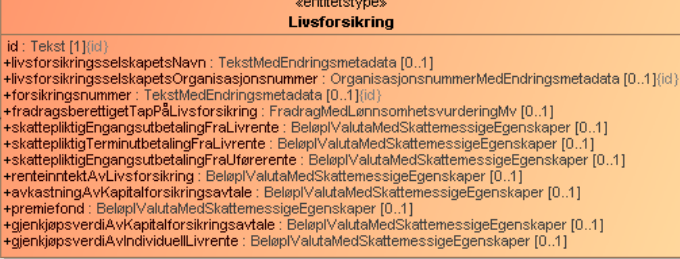 «entitetstype»
Livsforsikring
id : Tekst [1]{id}
+livsforsikringsselskapetsNavn : TekstMedEndringsmetadata [0..1]
+livsforsikringsselskapetsOrganisasjonsnummer : OrganisasjonsnummerMedEndringsmetadata [0..1]{id}
+forsikringsnummer : TekstMedEndringsmetadata [0..1]{id}
+fradragsberettigetTapPåLivsforsikring : FradragMedLønnsomhetsvurderingMv [0..1]
+skattepliktigEngangsutbetalingFraLivrente : BeløpIValutaMedSkattemessigeEgenskaper [0..1]
+skattepliktigTerminutbetalingFraLivrente : BeløpIValutaMedSkattemessigeEgenskaper [0..1]
+skattepliktigEngangsutbetalingFraUførerente : BeløpIValutaMedSkattemessigeEgenskaper [0..1]
+renteinntektAvLivsforsikring : BeløpIValutaMedSkattemessigeEgenskaper [0..1]
+avkastningAvKapitalforsikringsavtale : BeløpIValutaMedSkattemessigeEgenskaper [0..1]
+premiefond : BeløpIValutaMedSkattemessigeEgenskaper [0..1]
+gjenkjøpsverdiAvKapitalforsikringsavtale : BeløpIValutaMedSkattemessigeEgenskaper [0..1]
+gjenkjøpsverdiAvIndividuellLivrente : BeløpIValutaMedSkattemessigeEgenskaper [0..1]